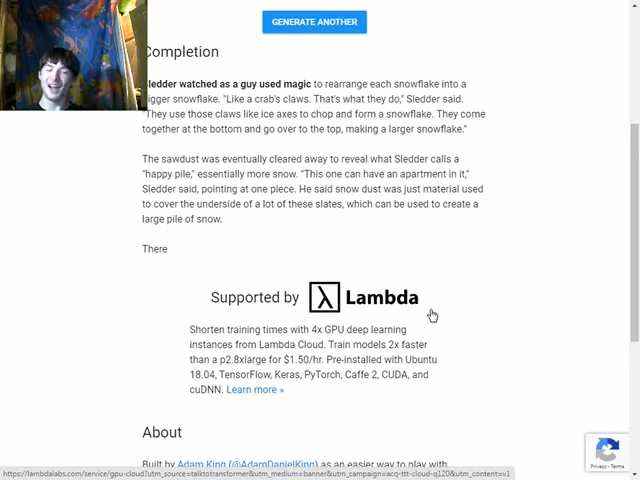 GENERATE ANOTHER
Completion
Sledder watched as a guy used magic to rearrange each snowflake into a
bigger snowflake. "Like a crab's claws. That's what they do," Sledder said.
"They use those claws like ice axes to chop and form a snowflake. They come
together at the bottom and go over to the top, making a larger snowflake."
The sawdust was eventually cleared away to reveal what Sledder calls a
"happy pile," essentially more snow. "This one can have an apartment in it,"
Sledder said, pointing at one piece. He said snow dust was just material used
to cover the underside of a lot of these slates, which can be used to create a
large pile of snow.
There
Supported by λ Lambda
Shorten training times with 4x GPU deep learning
instances from Lambda Cloud. Train models 2x faster
than a p2.8xlarge for $1.50/hr. Pre-installed with Ubuntu
18.04, TensorFlow, Keras, PyTorch, Caffe 2, CUDA, and
cuDNN. Learn more »
About
Built by Adam King (@AdamDanielKing) as an easier way to play with
Privacy - Terms
https://lambdalabs.com/service/gpu-cloud?utm_source=talktotransformer&utm_medium=banner&utm_campaign=acq-ttt-cloud-q120&utm_content=v1